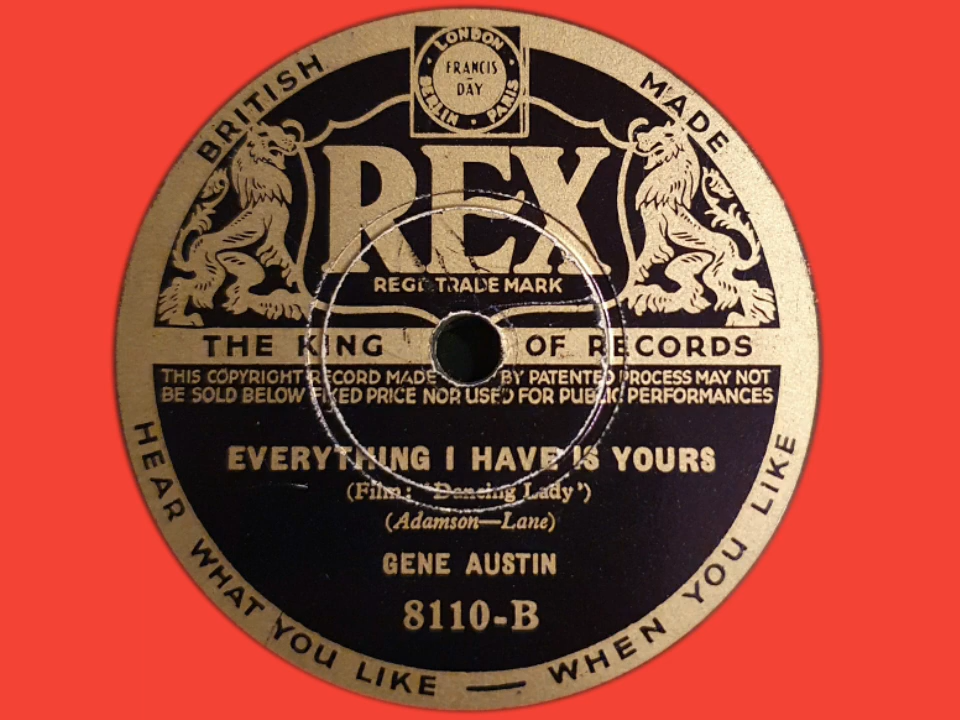 BRITISH MADE
LONDON
FRANCIS
-
DAY
BERLIN · PARIS
REX
REGD. TRADE MARK
THE KING OF RECORDS
THIS COPYRIGHT RECORD MADE BY PATENTED PROCESS MAY NOT
BE SOLD BELOW FIXED PRICE NOR USED FOR PUBLIC PERFORMANCES
EVERYTHING I HAVE IS YOURS
(Film: "Dancing Lady")
(Adamson—Lane)
GENE AUSTIN
8110-B
HEAR WHAT YOU LIKE — WHEN YOU LIKE